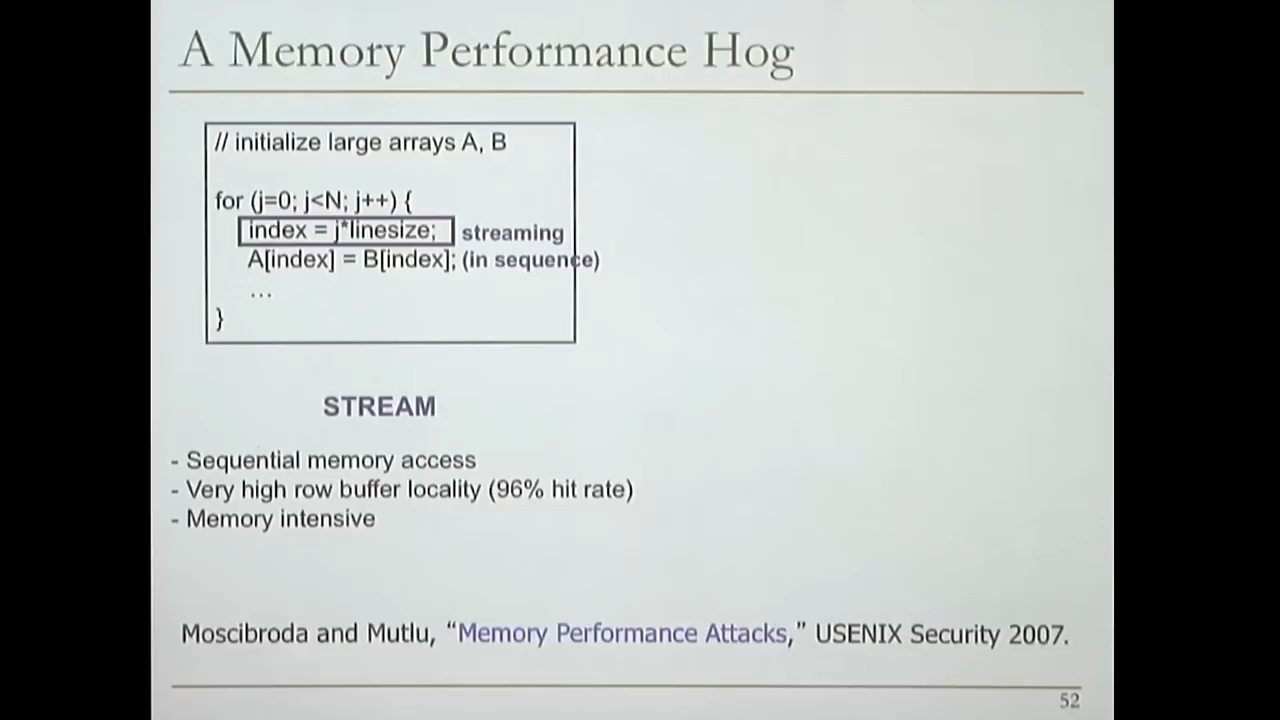 A Memory Performance Hog
// initialize large arrays A, B
for (j=0; j<N; j++) {
index = j*linesize; streaming
A[index] = B[index]; (in sequence)
...
}
STREAM
- Sequential memory access
- Very high row buffer locality (96% hit rate)
- Memory intensive
Moscibroda and Mutlu, “Memory Performance Attacks,” USENIX Security 2007.
52